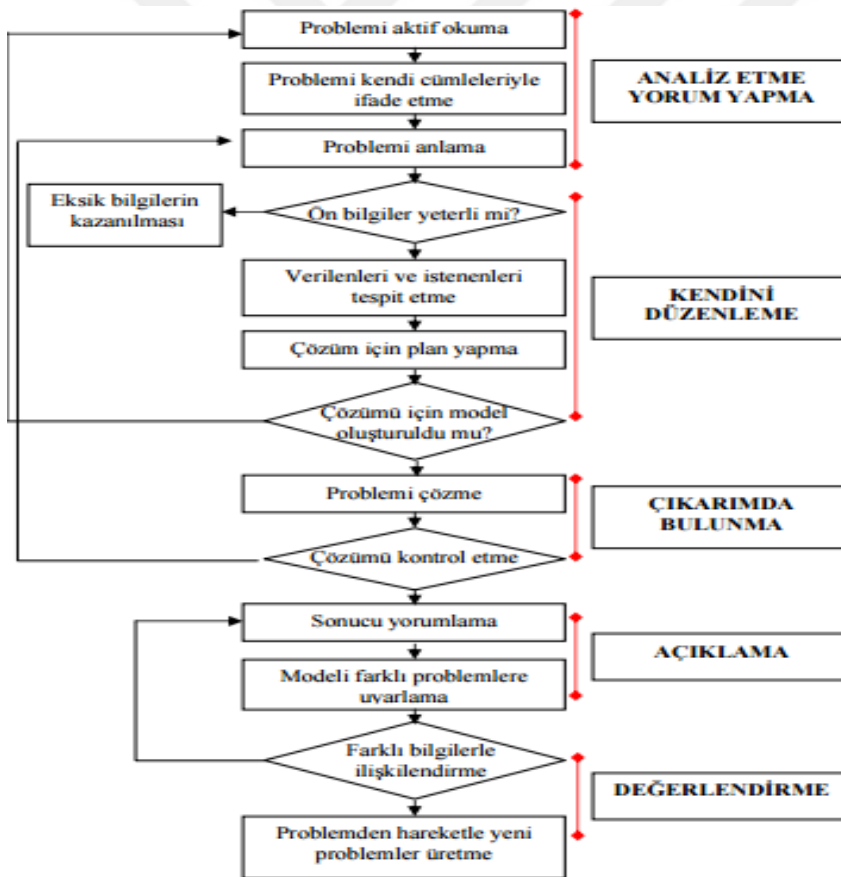 Problemi aktif okuma
Problemi kendi cümleleriyle
ifade etme
ANALİZ ETME
YORUM YAPMA
Problemi anlama
Eksik bilgilerin
kazanılması
Ön bilgiler yeterli mi?
Verilenleri ve istenenleri
tespit etme
KENDİNİ
DÜZENLEME
Çözüm için plan yapma
Çözümü için model
oluşturuldu mu?
Problemi çözme
ÇIKARIMDA
BULUNMA
Çözümü kontrol etme
Sonucu yorumlama
AÇIKLAMA
Modeli farklı problemlere
uyarlama
Farklı bilgilerle
ilişkilendirme
DEĞERLENDİRME
Problemden hareketle yeni
problemler üretme